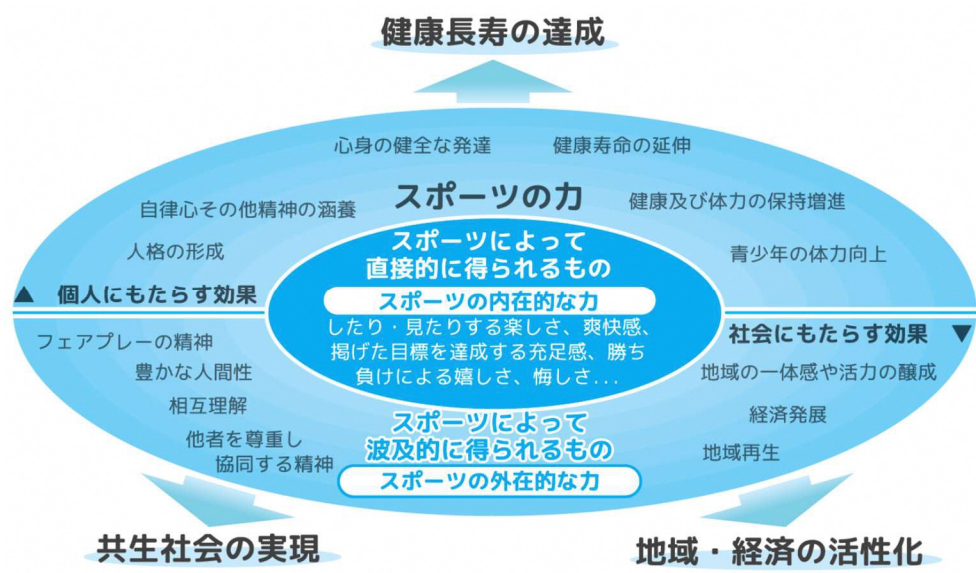 健康長寿の達成
心身の健全な発達
健康寿命の延伸
スポーツの力
自律心その他精神の涵養
健康及び体力の保持増進
人格の形成
青少年の体力向上
スポーツによって
直接的に得られるもの
スポーツの内在的な力
したり・見たりする楽しさ、爽快感、
掲げた目標を達成する充足感、勝ち
負けによる嬉しさ、悔しさ...
▲ 個人にもたらす効果
社会にもたらす効果 ▼
フェアプレーの精神
豊かな人間性
相互理解
他者を尊重し
協同する精神
地域の一体感や活力の醸成
経済発展
地域再生
スポーツによって
波及的に得られるもの
スポーツの外在的な力
共生社会の実現
地域・経済の活性化